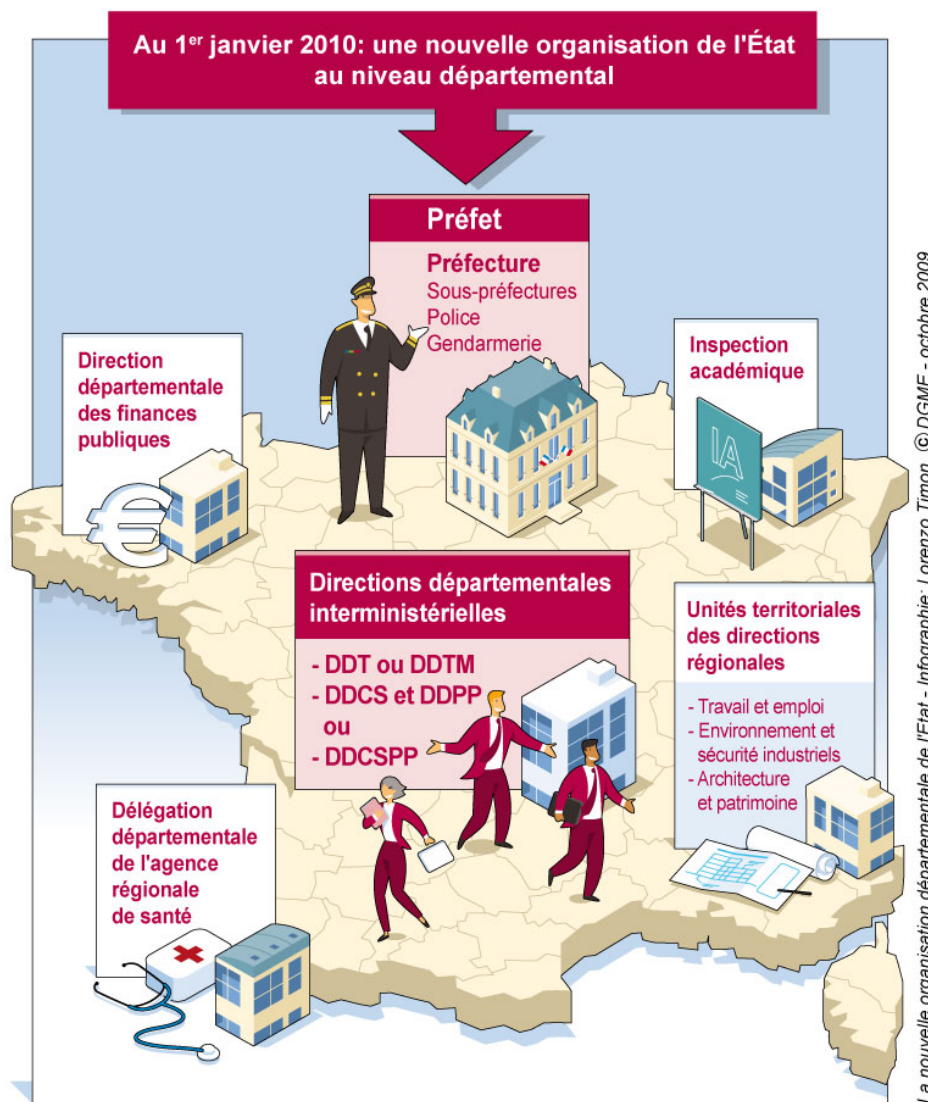 Au 1er janvier 2010: une nouvelle organisation de l'État
au niveau départemental
Préfet
Préfecture
Sous-préfectures
Police
Gendarmerie
Direction
départementale
des finances
publiques
Inspection
académique
IA
Directions départementales
interministérielles
- DDT ou DDTM
- DDCS et DDPP
ou
- DDCSPP
Unités territoriales
des directions
régionales
- Travail et emploi
- Environnement et
sécurité industriels
- Architecture
et patrimoine
Délégation
départementale
de l'agence
régionale
de santé
La nouvelle organisation départementale de l'Etat - Infographie: Lorenzo Timon © DGME - octobre 2009